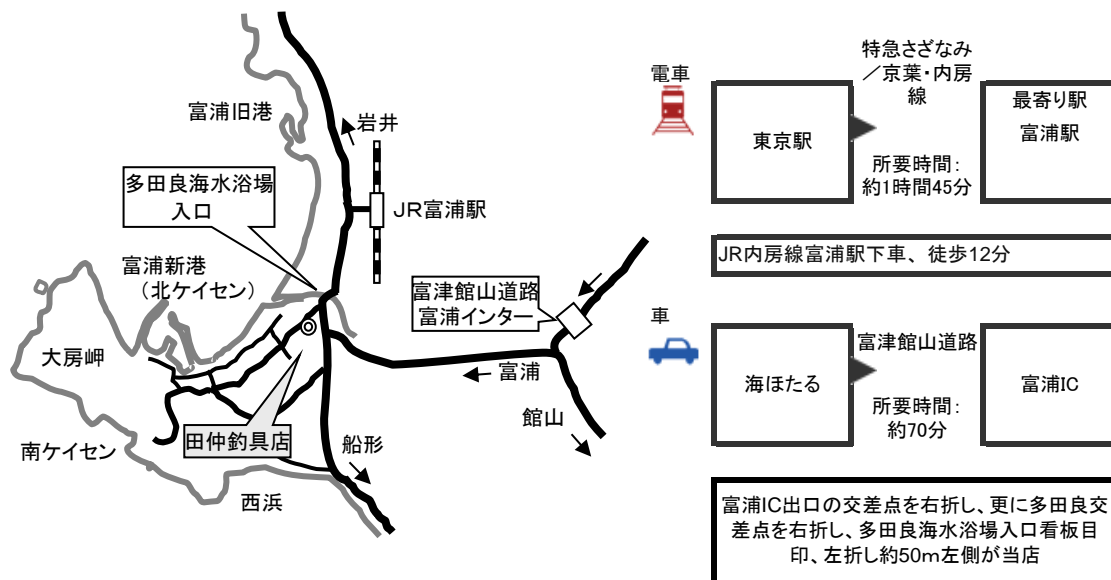 富浦旧港
岩井
多田良海水浴場
入口
JR富浦駅
富浦新港
(北ケイセン)
富津館山道路
富浦インター
大房岬
富浦
館山
田仲釣具店
船形
南ケイセン
西浜
電車
東京駅
特急さざなみ
/京葉・内房
線
所要時間:
約1時間45分
最寄り駅
富浦駅
JR内房線富浦駅下車、徒歩12分
車
海ほたる
富津館山道路
所要時間:
約70分
富浦IC
富浦IC出口の交差点を右折し、更に多田良交
差点を右折し、多田良海水浴場入口看板目
印、左折し約50m左側が当店